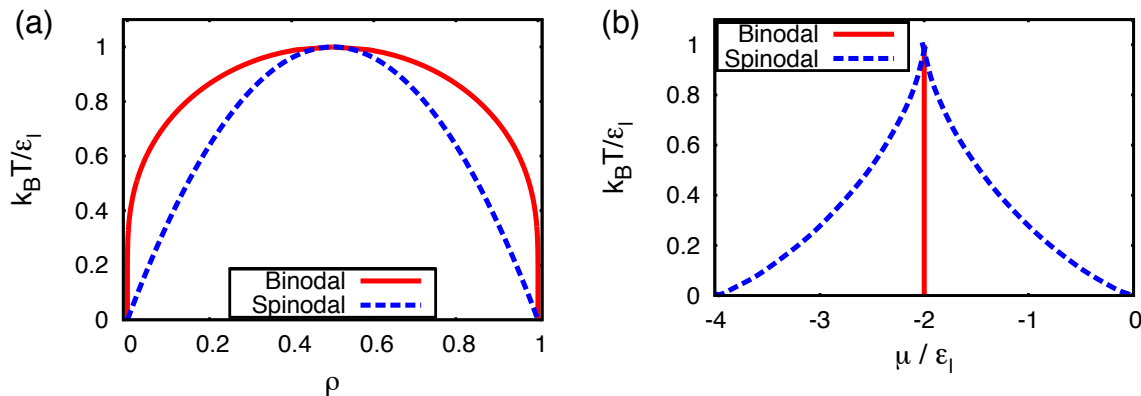 (a)
k_B T/ε_l
1
0.8
0.6
0.4
0.2
0
Binodal
Spinodal
0 0.2 0.4 0.6 0.8 1
ρ
(b)
k_B T/ε_l
1
0.8
0.6
0.4
0.2
0
Binodal
Spinodal
-4 -3 -2 -1 0
μ / ε_l